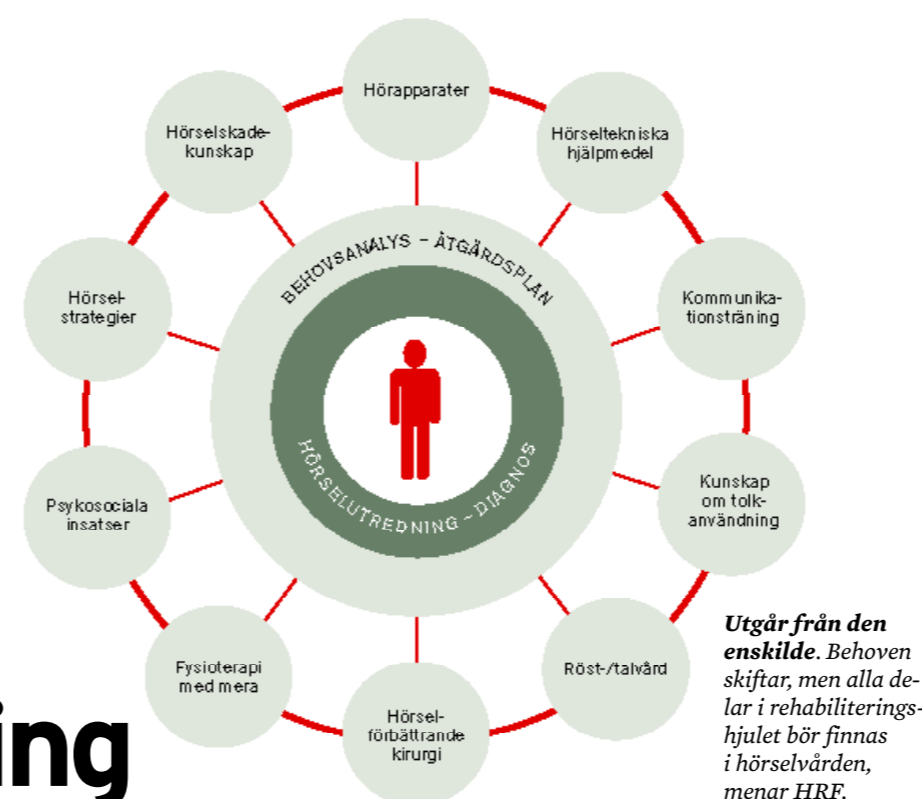 Hörapparater
Hörseltekniska
hjälpmedel
Kommunika-
tionsträning
Kunskap
om tolk-
användning
Röst-/talvård
Hörsel-
förbättrande
kirurgi
Fysioterapi
med mera
Psykosociala
insatser
Hörsel-
strategier
Hörselskade-
kunskap
BEHOVSANALYS – ÅTGÄRDSPLAN
HÖRSELUTREDNING – DIAGNOS
Utgår från den
enskilde. Behoven
skiftar, men alla de-
lar i rehabiliterings-
hjulet bör finnas
i hörselvården,
menar HRF.
ing